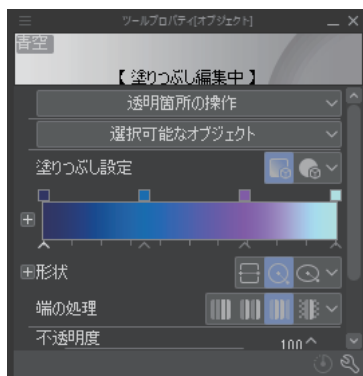 ツールプロパティ[オブジェクト]
青空
【 塗りつぶし編集中 】
透明箇所の操作
選択可能なオブジェクト
塗りつぶし設定
形状
端の処理
不透明度
100